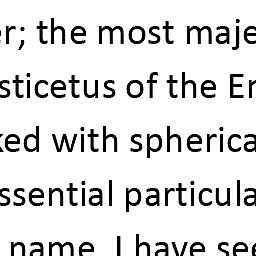 er; the most maje
sticetus of the En
ked with spherica
ssential particula
name. I have see